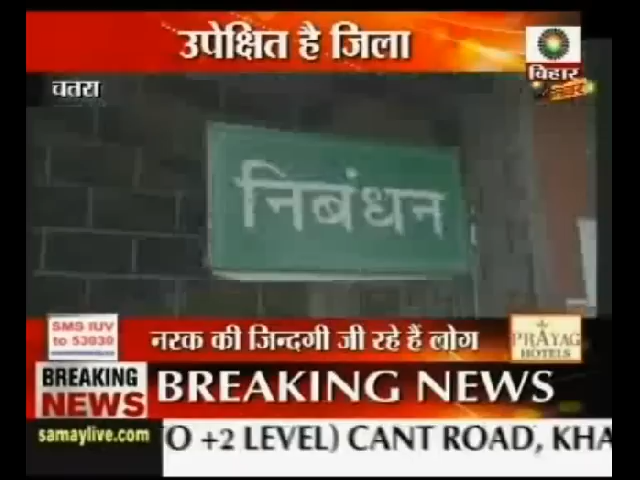 उपेक्षित है जिला
बिहार
चतरा
निबंधन
SMS IUV
to 53030
नरक की जिन्दगी जी रहे हैं लोग
PRAYAG
HOTELS
BREAKING
NEWS
BREAKING NEWS
samaylive.com
O +2 LEVEL) CANT ROAD, KHA